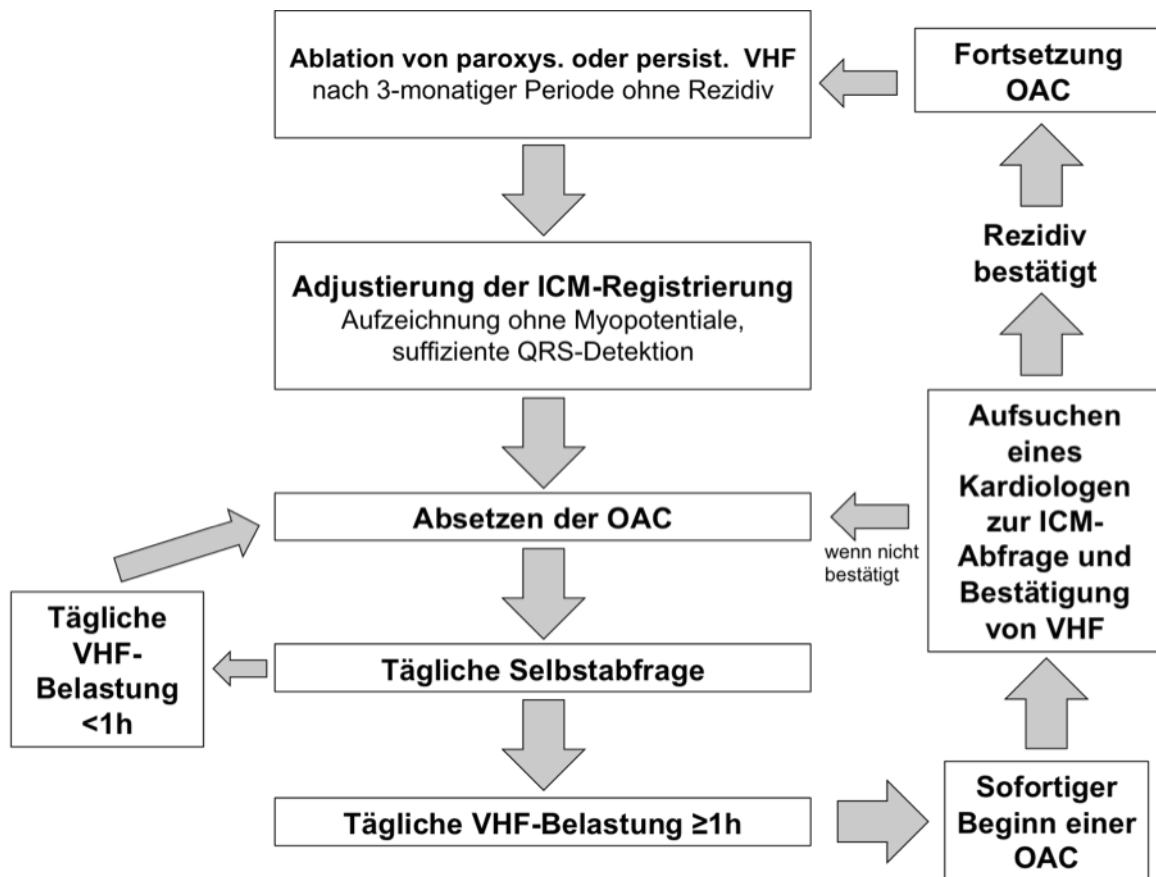 Ablation von paroxys. oder persist. VHF
nach 3-monatiger Periode ohne Rezidiv
Adjustierung der ICM-Registrierung
Aufzeichnung ohne Myopotentiale,
suffiziente QRS-Detektion
Absetzen der OAC
Tägliche Selbstabfrage
Tägliche
VHF-
Belastung
<1h
Tägliche VHF-Belastung ≥1h
Sofortiger
Beginn einer
OAC
Aufsuchen
eines
Kardiologen
zur ICM-
Abfrage und
Bestätigung
von VHF
wenn nicht
bestätigt
Rezidiv
bestätigt
Fortsetzung
OAC